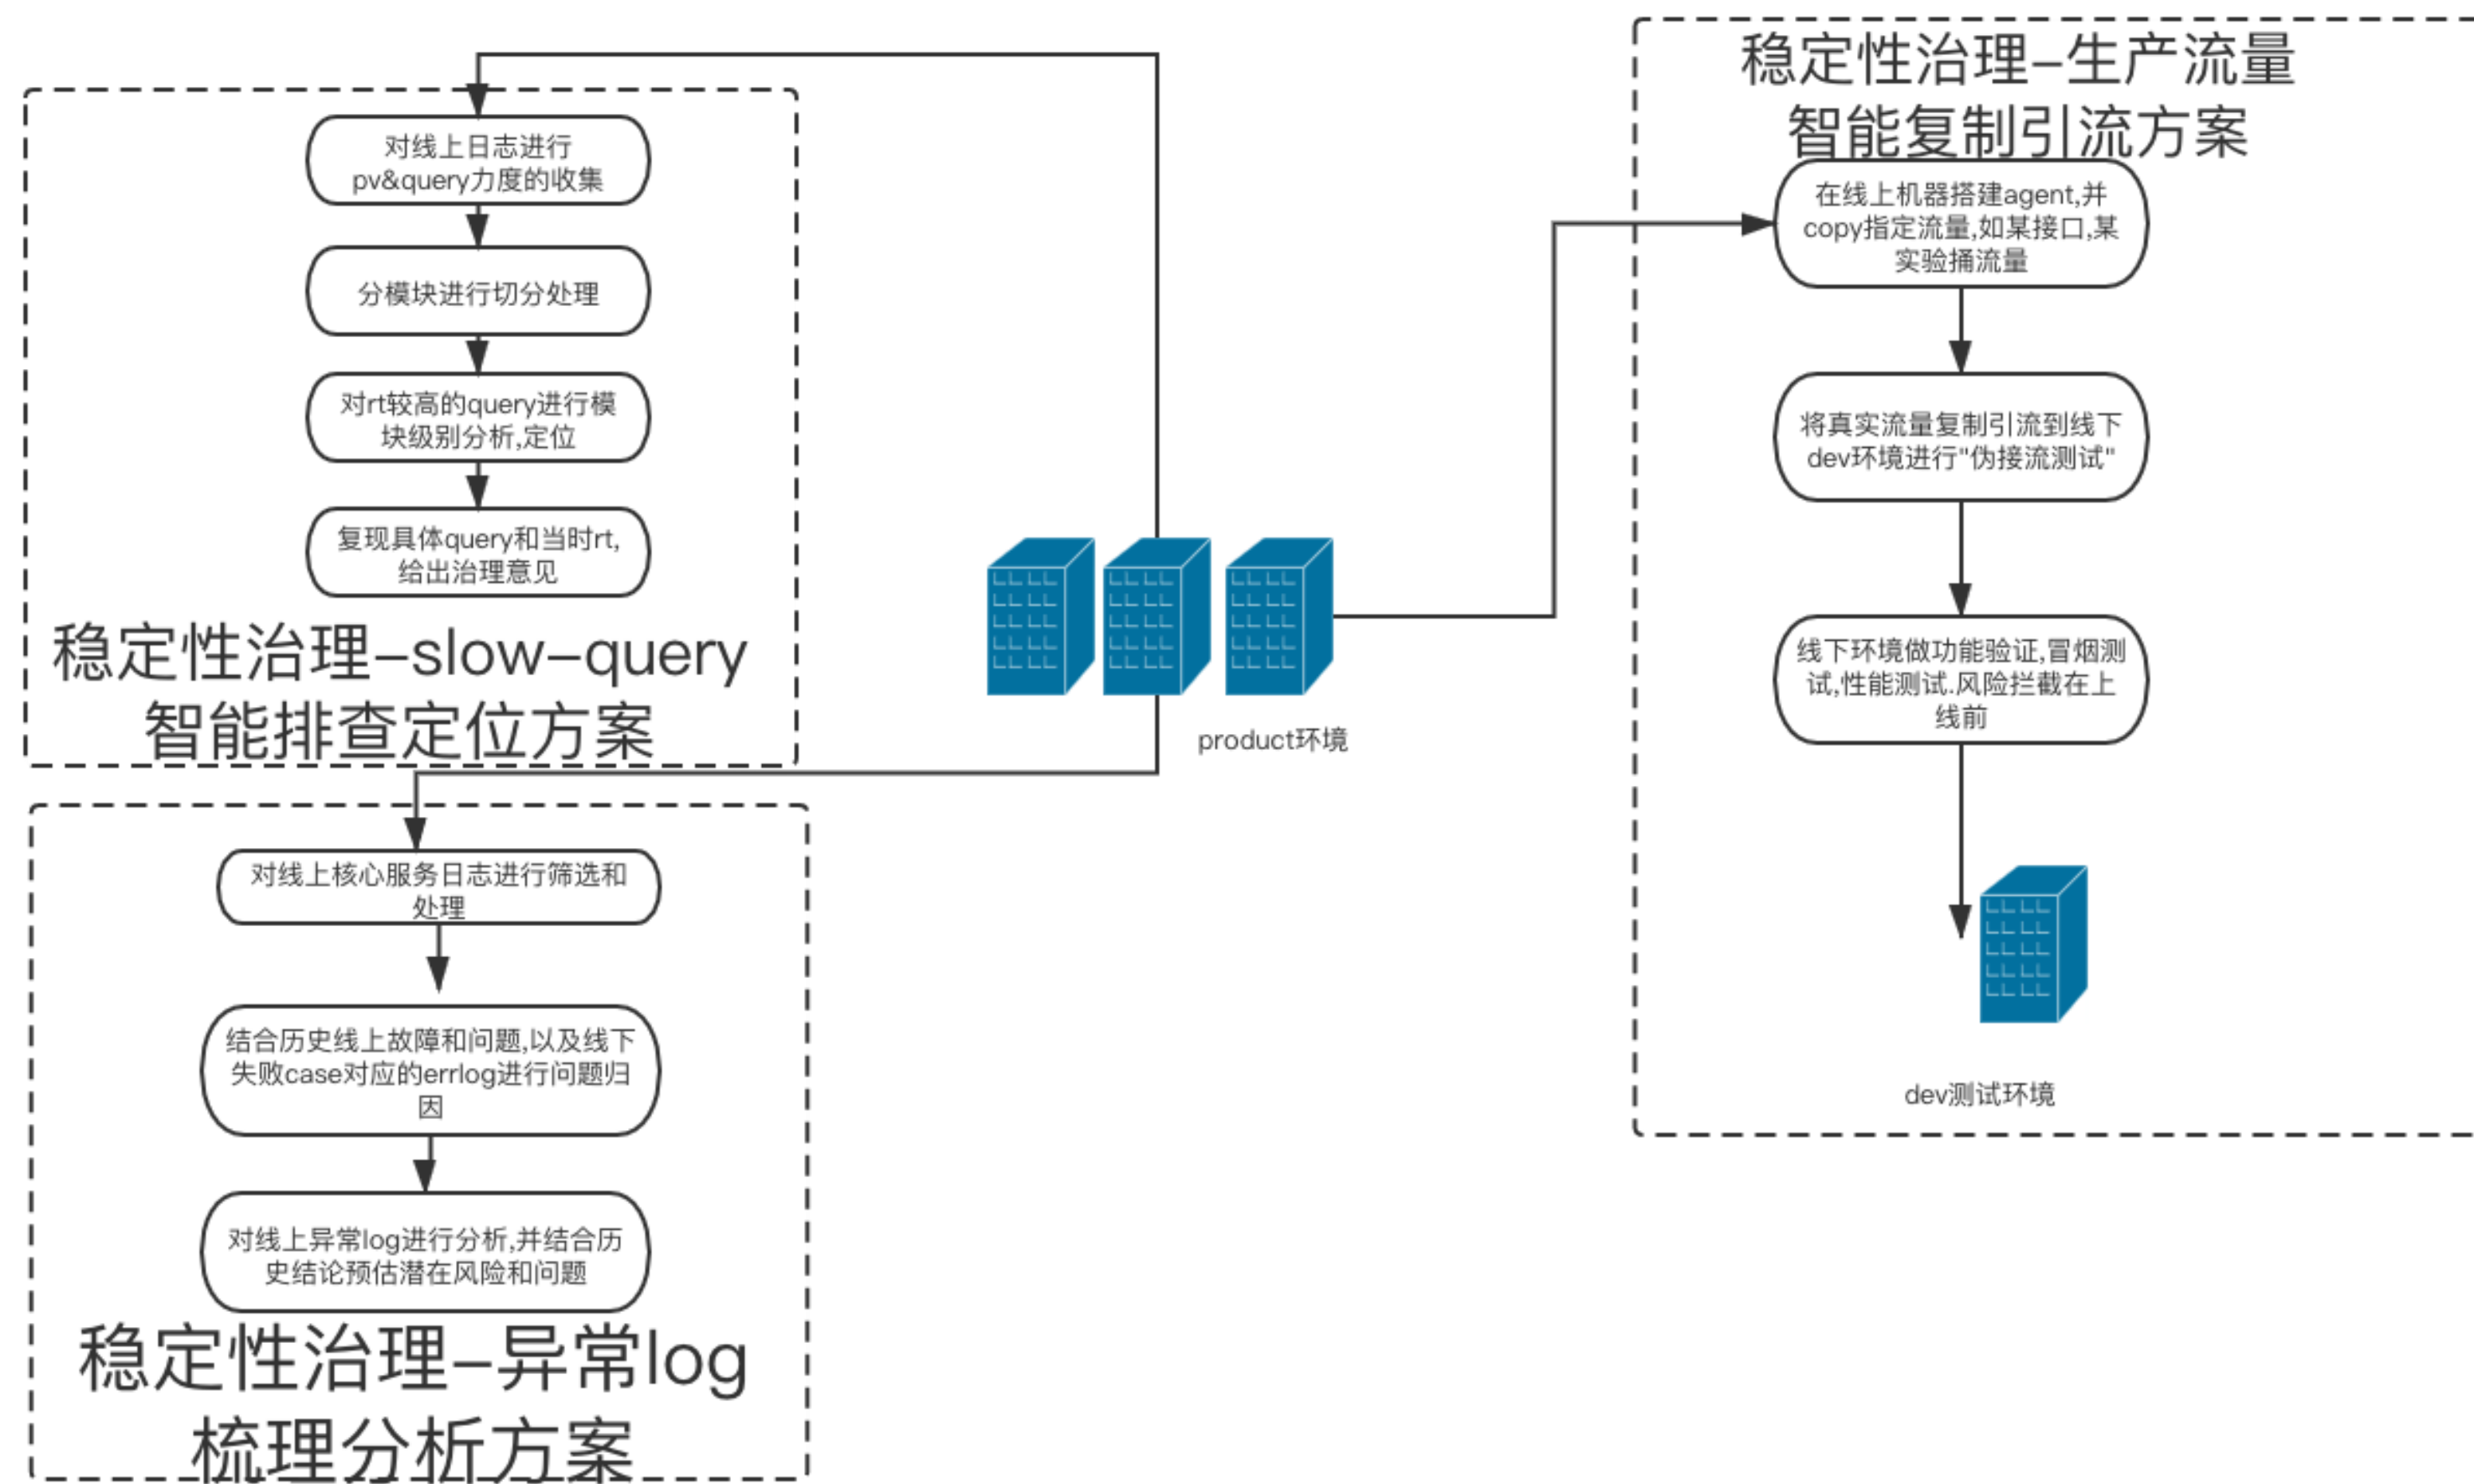 对线上日志进行
pv&query力度的收集
分模块进行切分处理
对rt较高的query进行模
块级别分析,定位
复现具体query和当时rt,
给出治理意见
稳定性治理–slow–query
智能排查定位方案
对线上核心服务日志进行筛选和
处理
结合历史线上故障和问题,以及线下
失败case对应的errlog进行问题归
因
对线上异常log进行分析,并结合历
史结论预估潜在风险和问题
稳定性治理–异常log
梳理分析方案
product环境
稳定性治理–生产流量
智能复制引流方案
在线上机器搭建agent,并
copy指定流量,如某接口,某
实验捅流量
将真实流量复制引流到线下
dev环境进行"伪接流测试"
线下环境做功能验证,冒烟测
试,性能测试.风险拦截在上
线前
dev测试环境